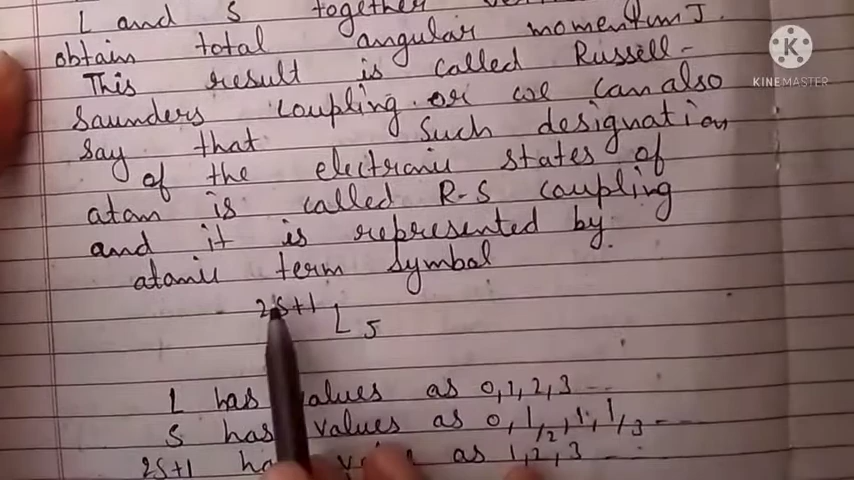 L and S together
obtain total angular momentum J.
This result is called Russell-
Saunders coupling. or we can also
say that Such designation
of the electronic states of
atom is called R-S coupling
and it is represented by
atomic term symbol
2S+1 L J
L has values as 0,1,2,3 --
S has values as 0, 1/2, 1, 1/3 ---
2S+1 ha as 1,2,3 ---
K
KINEMASTER